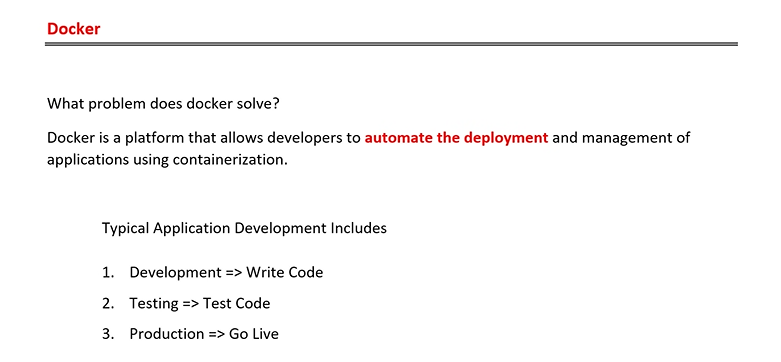 Docker
What problem does docker solve?
Docker is a platform that allows developers to automate the deployment and management of
applications using containerization.
Typical Application Development Includes
1. Development => Write Code
2. Testing => Test Code
3. Production => Go Live